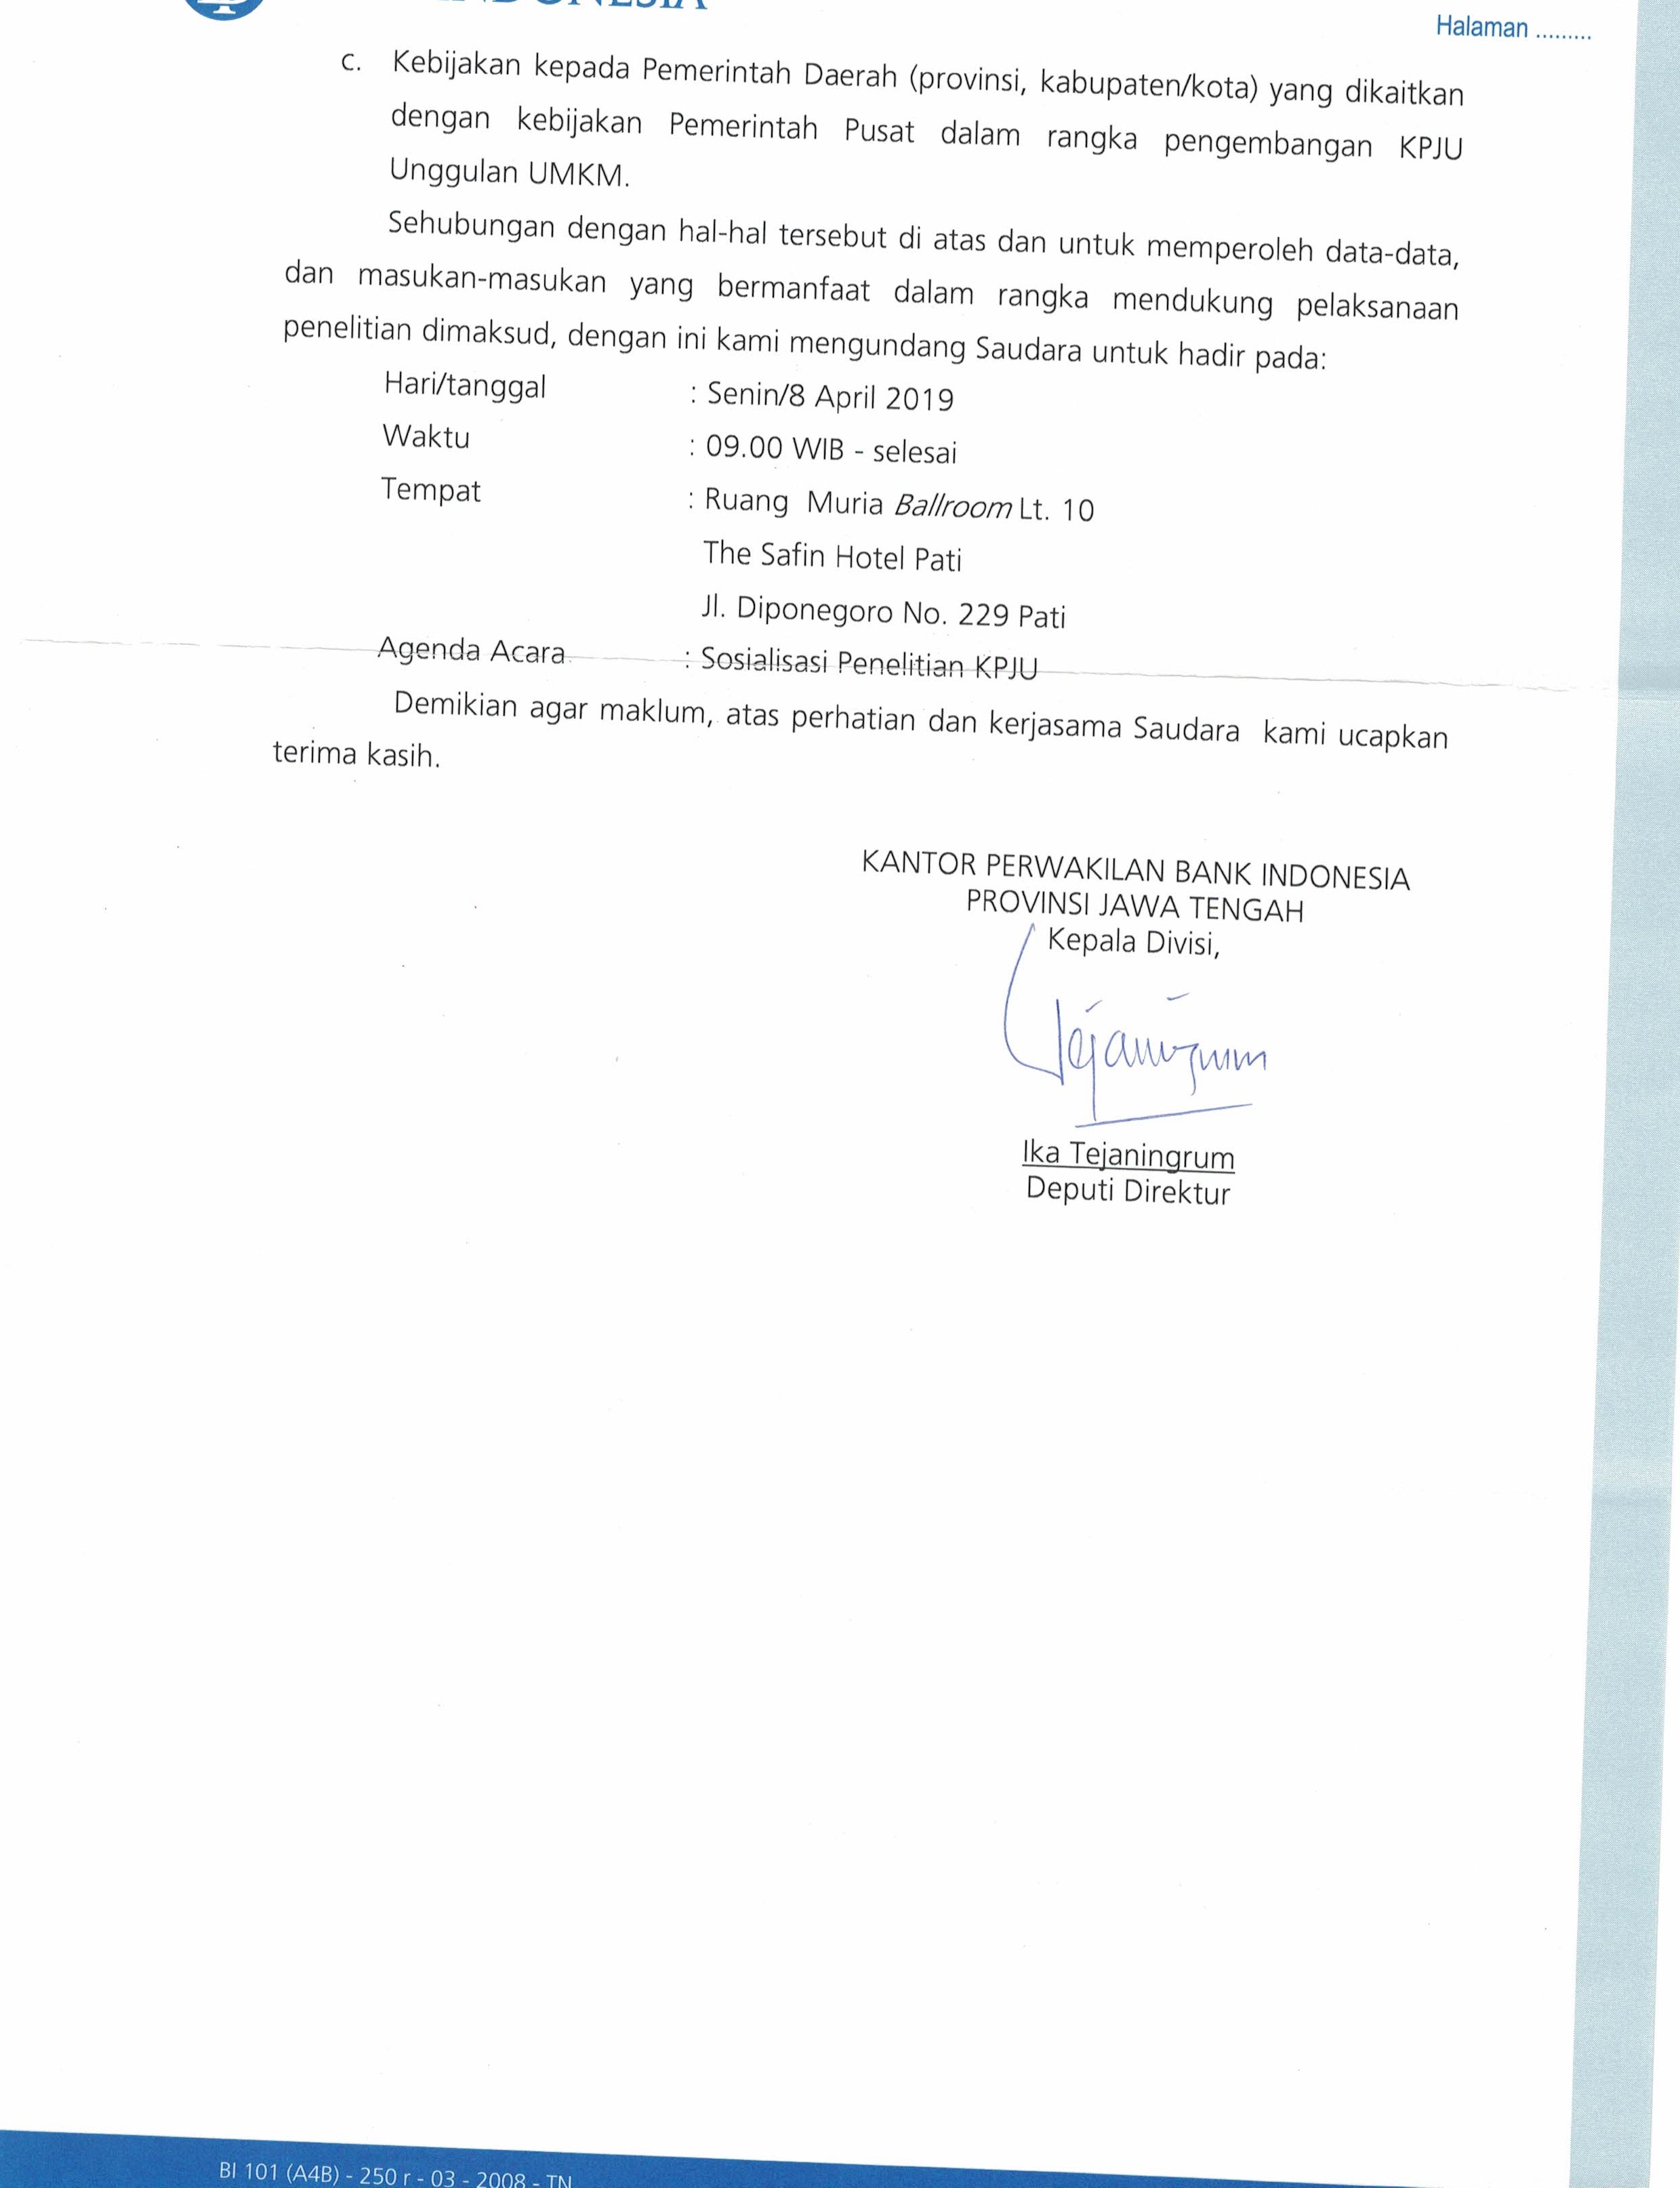 INDONESIA
Halaman .........
c. Kebijakan kepada Pemerintah Daerah (provinsi, kabupaten/kota) yang dikaitkan
dengan kebijakan Pemerintah Pusat dalam rangka pengembangan KPJU
Unggulan UMKM.
Sehubungan dengan hal-hal tersebut di atas dan untuk memperoleh data-data,
dan masukan-masukan yang bermanfaat dalam rangka mendukung pelaksanaan
penelitian dimaksud, dengan ini kami mengundang Saudara untuk hadir pada:
Hari/tanggal : Senin/8 April 2019
Waktu : 09.00 WIB - selesai
Tempat : Ruang Muria Ballroom Lt. 10
The Safin Hotel Pati
Jl. Diponegoro No. 229 Pati
Agenda Acara : Sosialisasi Penelitian KPJU
Demikian agar maklum, atas perhatian dan kerjasama Saudara kami ucapkan
terima kasih.
KANTOR PERWAKILAN BANK INDONESIA
PROVINSI JAWA TENGAH
Kepala Divisi,
Ika Tejaningrum
Deputi Direktur
BI 101 (A4B) - 250 r - 03 - 2008 - TN